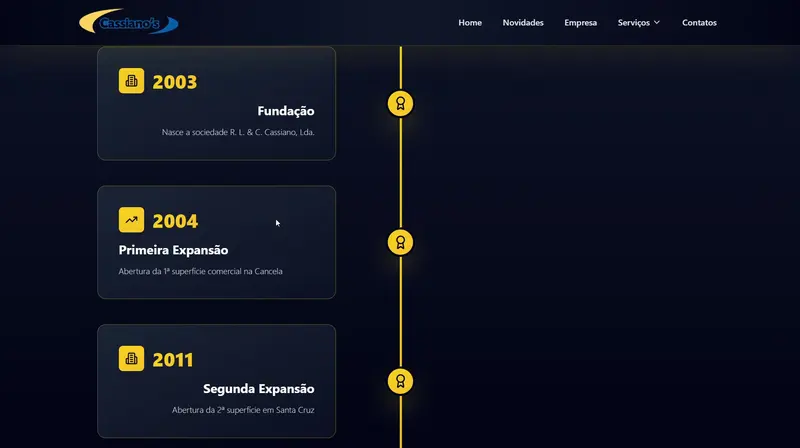 Cassiano's
Home Novidades Empresa Serviços Contatos
2003
Fundação
Nasce a sociedade R. L. & C. Cassiano, Lda.
2004
Primeira Expansão
Abertura da 1ª superfície comercial na Cancela
2011
Segunda Expansão
Abertura da 2ª superfície em Santa Cruz